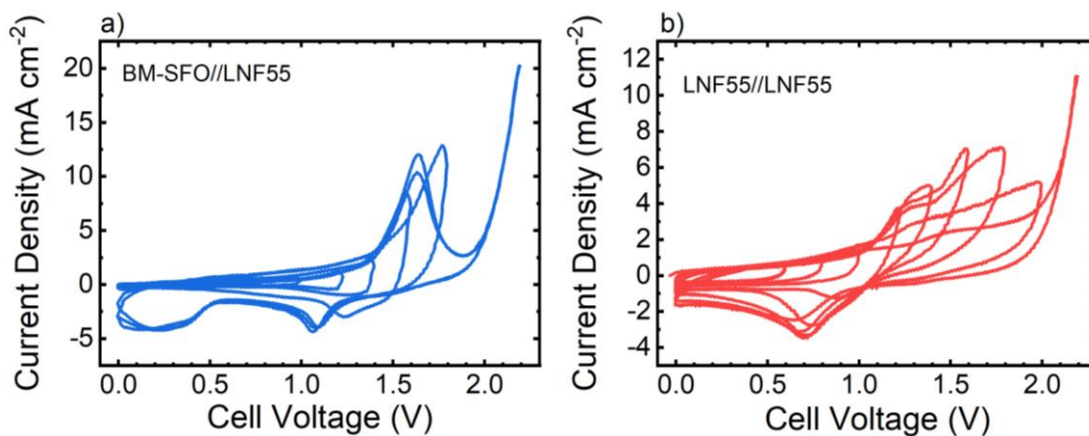 a)
BM-SFO//LNF55
Current Density (mA cm⁻²)
20
15
10
5
0
-5
0.0 0.5 1.0 1.5 2.0
Cell Voltage (V)
b)
LNF55//LNF55
Current Density (mA cm⁻²)
12
10
8
6
4
2
0
-2
-4
0.0 0.5 1.0 1.5 2.0
Cell Voltage (V)